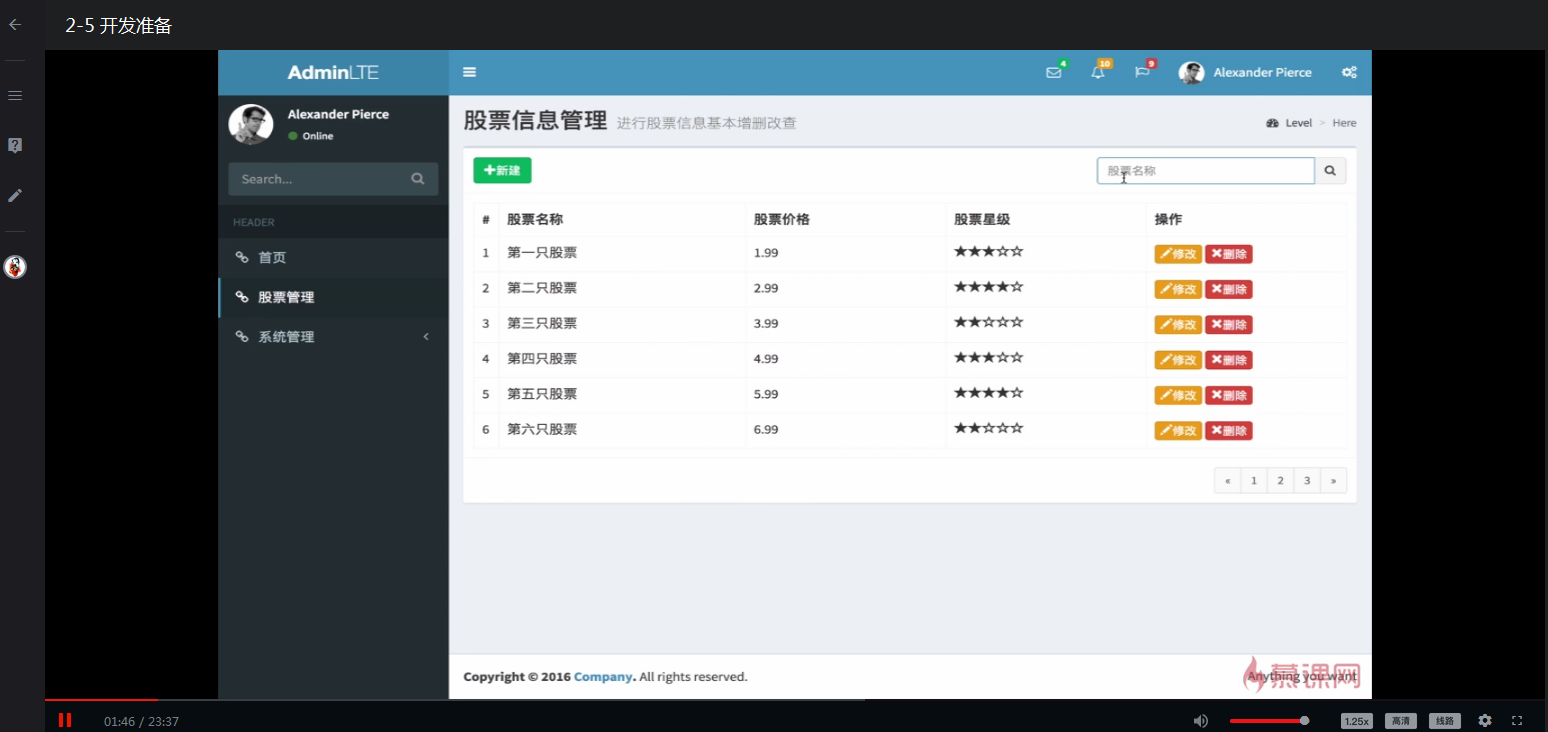 2-5 开发准备
AdminLTE
4
10
9
Alexander Pierce
Alexander Pierce
Online
Search...
HEADER
首页
股票管理
系统管理
股票信息管理 进行股票信息基本增删改查
Level > Here
新建
股票名称
# 股票名称 股票价格 股票星级 操作
1 第一只股票 1.99 ★★★☆☆ 修改 删除
2 第二只股票 2.99 ★★★★☆ 修改 删除
3 第三只股票 3.99 ★★☆☆☆ 修改 删除
4 第四只股票 4.99 ★★★☆☆ 修改 删除
5 第五只股票 5.99 ★★★★☆ 修改 删除
6 第六只股票 6.99 ★★☆☆☆ 修改 删除
« 1 2 3 »
Copyright © 2016 Company. All rights reserved.
Anything you want
慕课网
01:46 / 23:37
1.25x 高清 线路